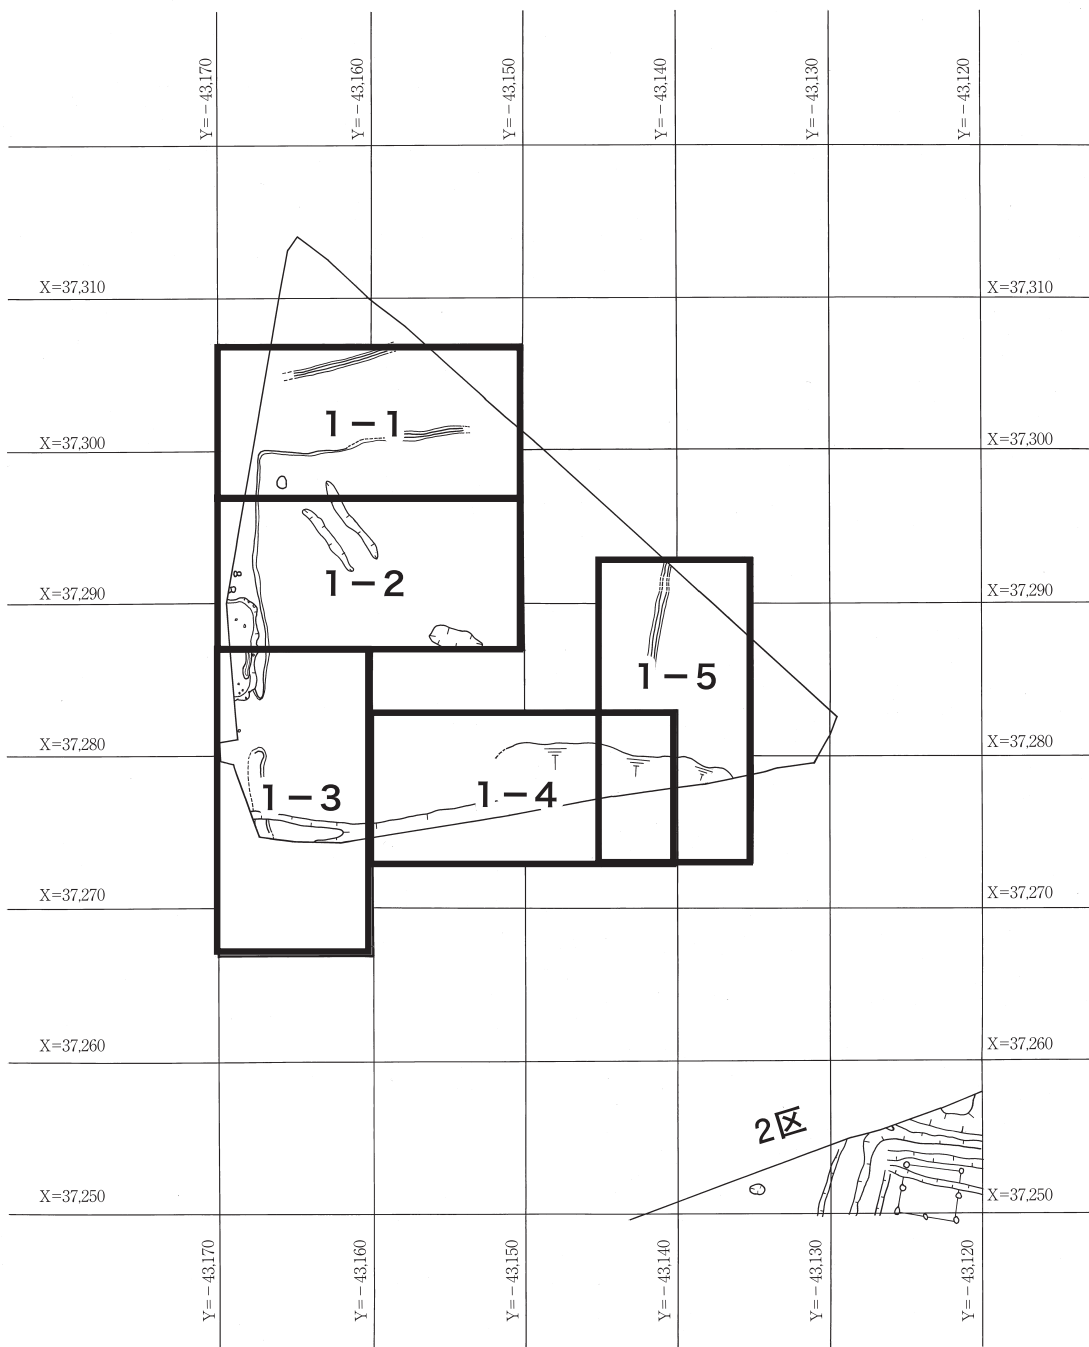 Y=－43,170
Y=－43,160
Y=－43,150
Y=－43,140
Y=－43,130
Y=－43,120
X=37,310
X=37,310
1－1
X=37,300
X=37,300
1－2
X=37,290
X=37,290
1－5
X=37,280
X=37,280
1－3
1－4
X=37,270
X=37,270
X=37,260
X=37,260
2区
X=37,250
X=37,250
Y=－43,170
Y=－43,160
Y=－43,150
Y=－43,140
Y=－43,130
Y=－43,120